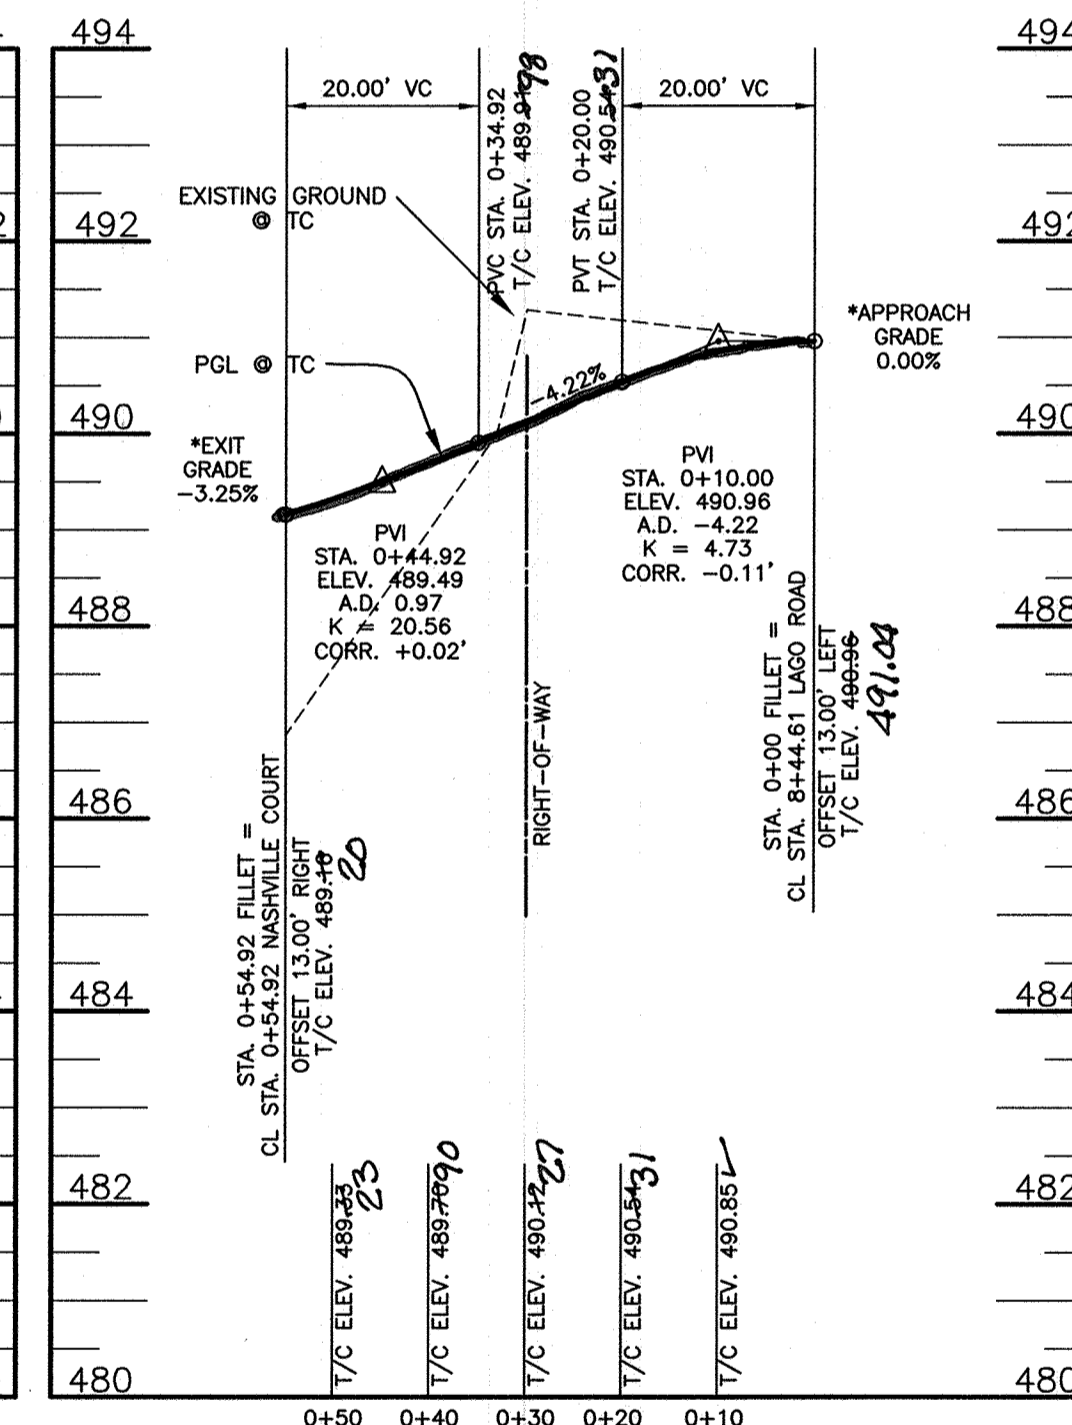 494
494
20.00' VC
20.00' VC
PVC STA. 0+34.92
T/C ELEV. 489.91 98
PVT STA. 0+20.00
T/C ELEV. 490.54 31
EXISTING GROUND
@ TC
492
492
*APPROACH
GRADE
0.00%
PGL @ TC
-4.22%
490
490
*EXIT
GRADE
-3.25%
PVI
STA. 0+10.00
ELEV. 490.96
A.D. -4.22
K = 4.73
CORR. -0.11'
PVI
STA. 0+44.92
ELEV. 489.49
A.D. 0.97
K = 20.56
CORR. +0.02'
488
488
STA. 0+00 FILLET =
CL STA. 8+44.61 LAGO ROAD
OFFSET 13.00' LEFT
T/C ELEV. 490.96
491.04
RIGHT-OF-WAY
486
486
STA. 0+54.92 FILLET =
CL STA. 0+54.92 NASHVILLE COURT
OFFSET 13.00' RIGHT
T/C ELEV. 489.18
20
484
484
482
482
T/C ELEV. 489.33
23
T/C ELEV. 489.70 90
T/C ELEV. 490.12 27
T/C ELEV. 490.54 31
T/C ELEV. 490.85 ✓
480
480
0+50
0+40
0+30
0+20
0+10